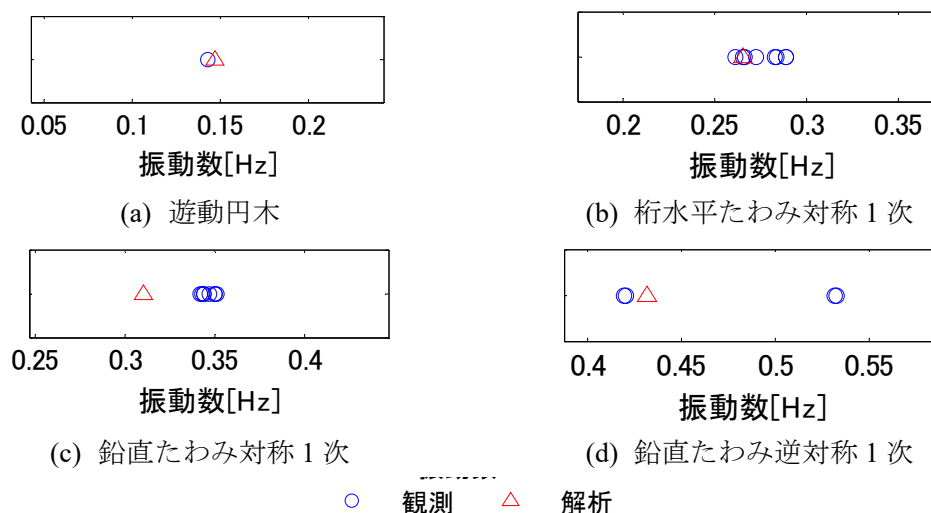 0.05 0.1 0.15 0.2
振動数[Hz]
(a) 遊動円木
0.2 0.25 0.3 0.35
振動数[Hz]
(b) 桁水平たわみ対称 1 次
0.25 0.3 0.35 0.4
振動数[Hz]
(c) 鉛直たわみ対称 1 次
0.4 0.45 0.5 0.55
振動数[Hz]
(d) 鉛直たわみ逆対称 1 次
観測 解析